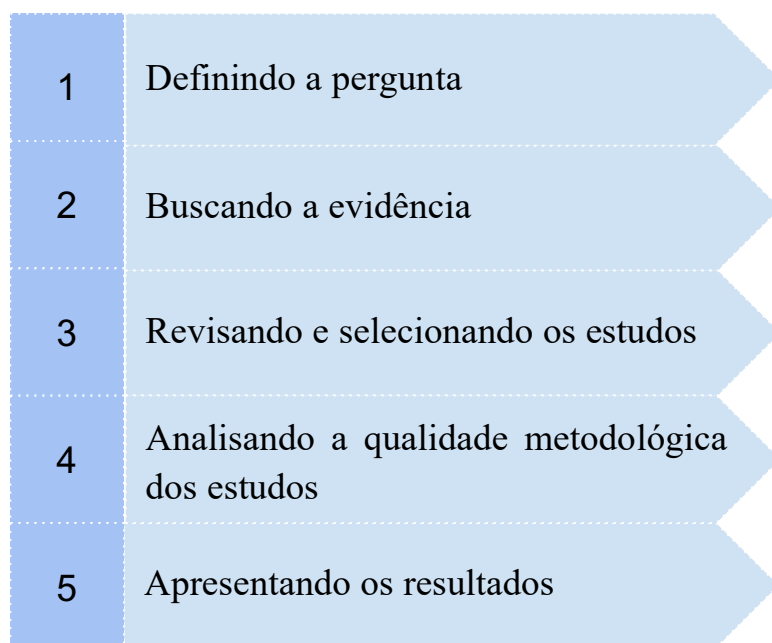 1 Definindo a pergunta
2 Buscando a evidência
3 Revisando e selecionando os estudos
4 Analisando a qualidade metodológica
dos estudos
5 Apresentando os resultados